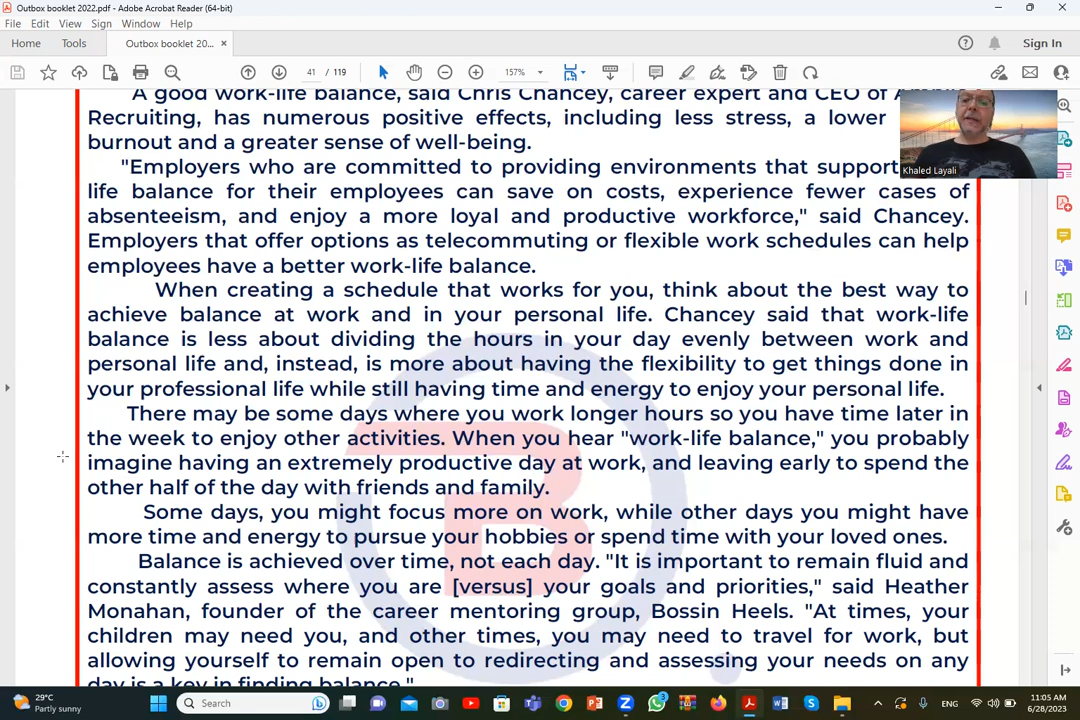 Outbox booklet 2022.pdf - Adobe Acrobat Reader (64-bit)
File Edit View Sign Window Help
Home Tools Outbox booklet 20... × Sign In
41 / 119 157%
A good work-life balance, said Chris Chancey, career expert and CEO of
Recruiting, has numerous positive effects, including less stress, a lower
burnout and a greater sense of well-being.
"Employers who are committed to providing environments that support
life balance for their employees can save on costs, experience fewer cases of
absenteeism, and enjoy a more loyal and productive workforce," said Chancey.
Employers that offer options as telecommuting or flexible work schedules can help
employees have a better work-life balance.
When creating a schedule that works for you, think about the best way to
achieve balance at work and in your personal life. Chancey said that work-life
balance is less about dividing the hours in your day evenly between work and
personal life and, instead, is more about having the flexibility to get things done in
your professional life while still having time and energy to enjoy your personal life.
There may be some days where you work longer hours so you have time later in
the week to enjoy other activities. When you hear "work-life balance," you probably
imagine having an extremely productive day at work, and leaving early to spend the
other half of the day with friends and family.
Some days, you might focus more on work, while other days you might have
more time and energy to pursue your hobbies or spend time with your loved ones.
Balance is achieved over time, not each day. "It is important to remain fluid and
constantly assess where you are [versus] your goals and priorities," said Heather
Monahan, founder of the career mentoring group, Bossin Heels. "At times, your
children may need you, and other times, you may need to travel for work, but
allowing yourself to remain open to redirecting and assessing your needs on any
day is a key in finding balance."
Khaled Layali
29°C
Partly sunny
Search
3
ENG
11:05 AM
6/28/2023